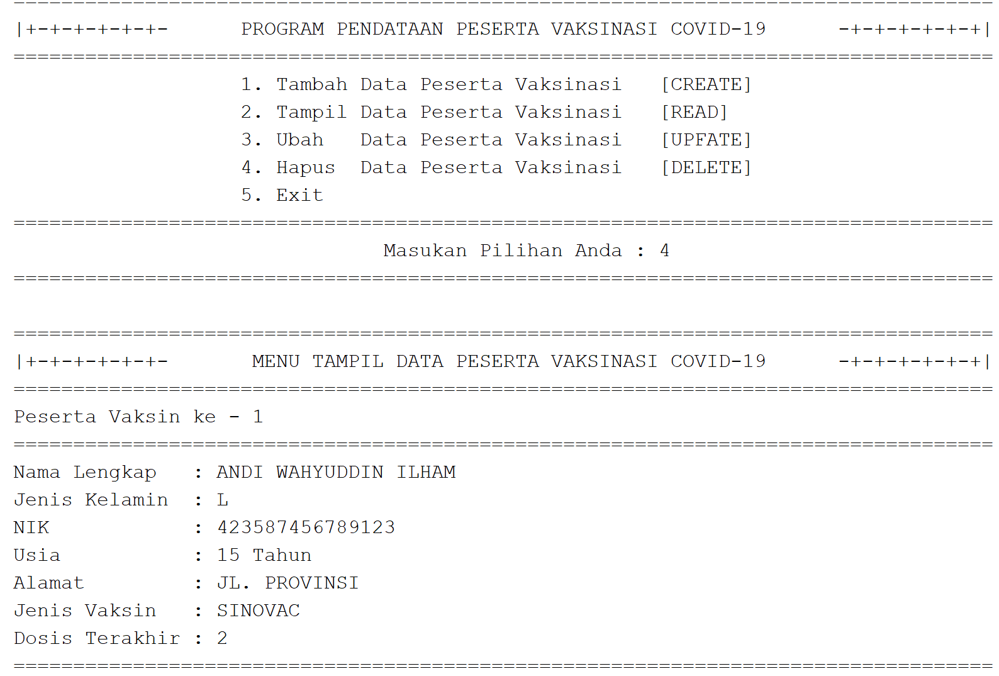 ==================================================================================
|+-+-+-+-+-+-      PROGRAM PENDATAAN PESERTA VAKSINASI COVID-19      -+-+-+-+-+-+|
==================================================================================
                   1. Tambah Data Peserta Vaksinasi   [CREATE]
                   2. Tampil Data Peserta Vaksinasi   [READ]
                   3. Ubah   Data Peserta Vaksinasi   [UPFATE]
                   4. Hapus  Data Peserta Vaksinasi   [DELETE]
                   5. Exit
==================================================================================
                               Masukan Pilihan Anda : 4
==================================================================================

==================================================================================
|+-+-+-+-+-+-       MENU TAMPIL DATA PESERTA VAKSINASI COVID-19      -+-+-+-+-+-+|
==================================================================================
Peserta Vaksin ke - 1
==================================================================================
Nama Lengkap   : ANDI WAHYUDDIN ILHAM
Jenis Kelamin  : L
NIK            : 423587456789123
Usia           : 15 Tahun
Alamat         : JL. PROVINSI
Jenis Vaksin   : SINOVAC
Dosis Terakhir : 2
==================================================================================